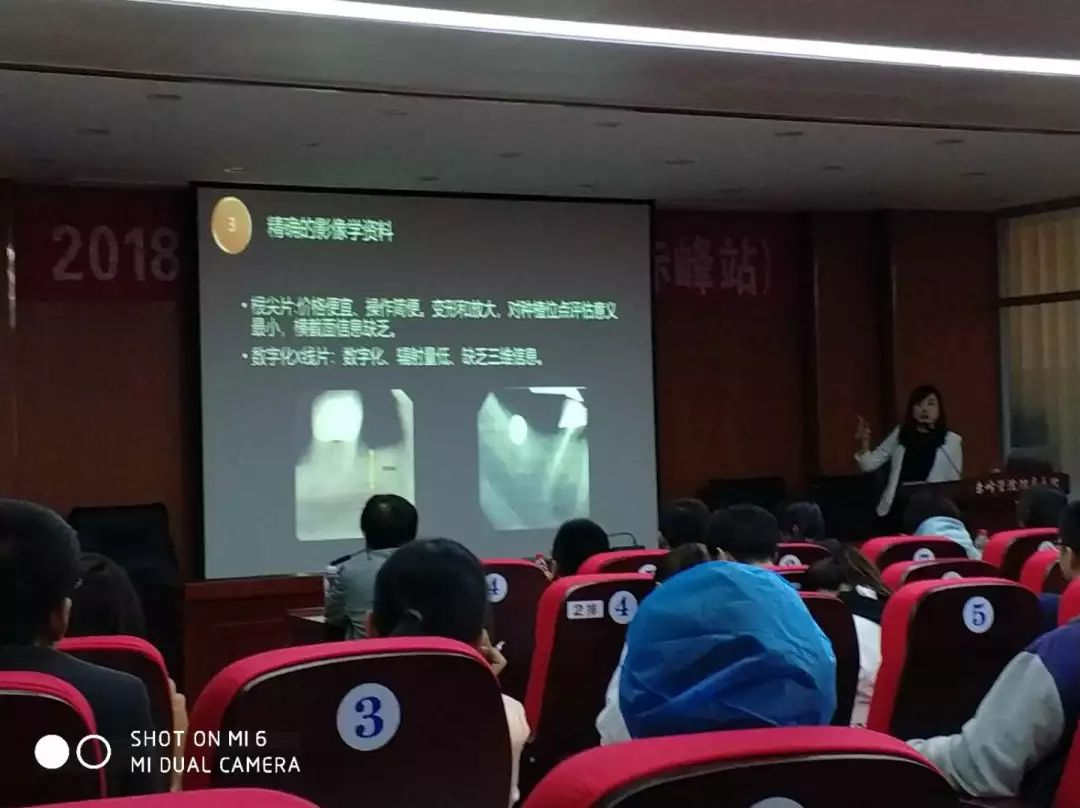 2018
峰站)
3
精确的影像学资料
• 根尖片:价格便宜、操作简便。变形和放大，对种植位点评估意义
最小，横截面信息缺乏。
• 数字化X线片：数字化、辐射量低、缺乏三维信息。
4
2排
4
5
3
SHOT ON MI 6
MI DUAL CAMERA